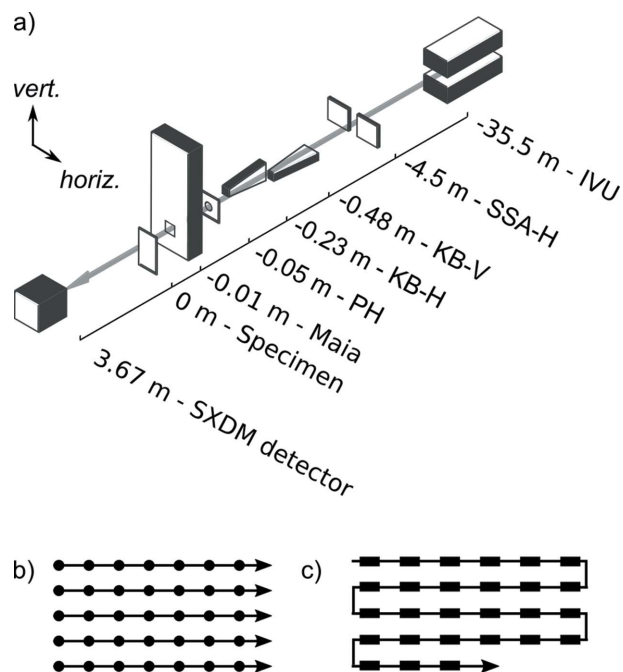 a)
vert.
horiz.
-35.5 m - IVU
-4.5 m - SSA-H
-0.48 m - KB-V
-0.23 m - KB-H
-0.05 m - PH
-0.01 m - Maia
0 m - Specimen
3.67 m - SXDM detector
b)
c)